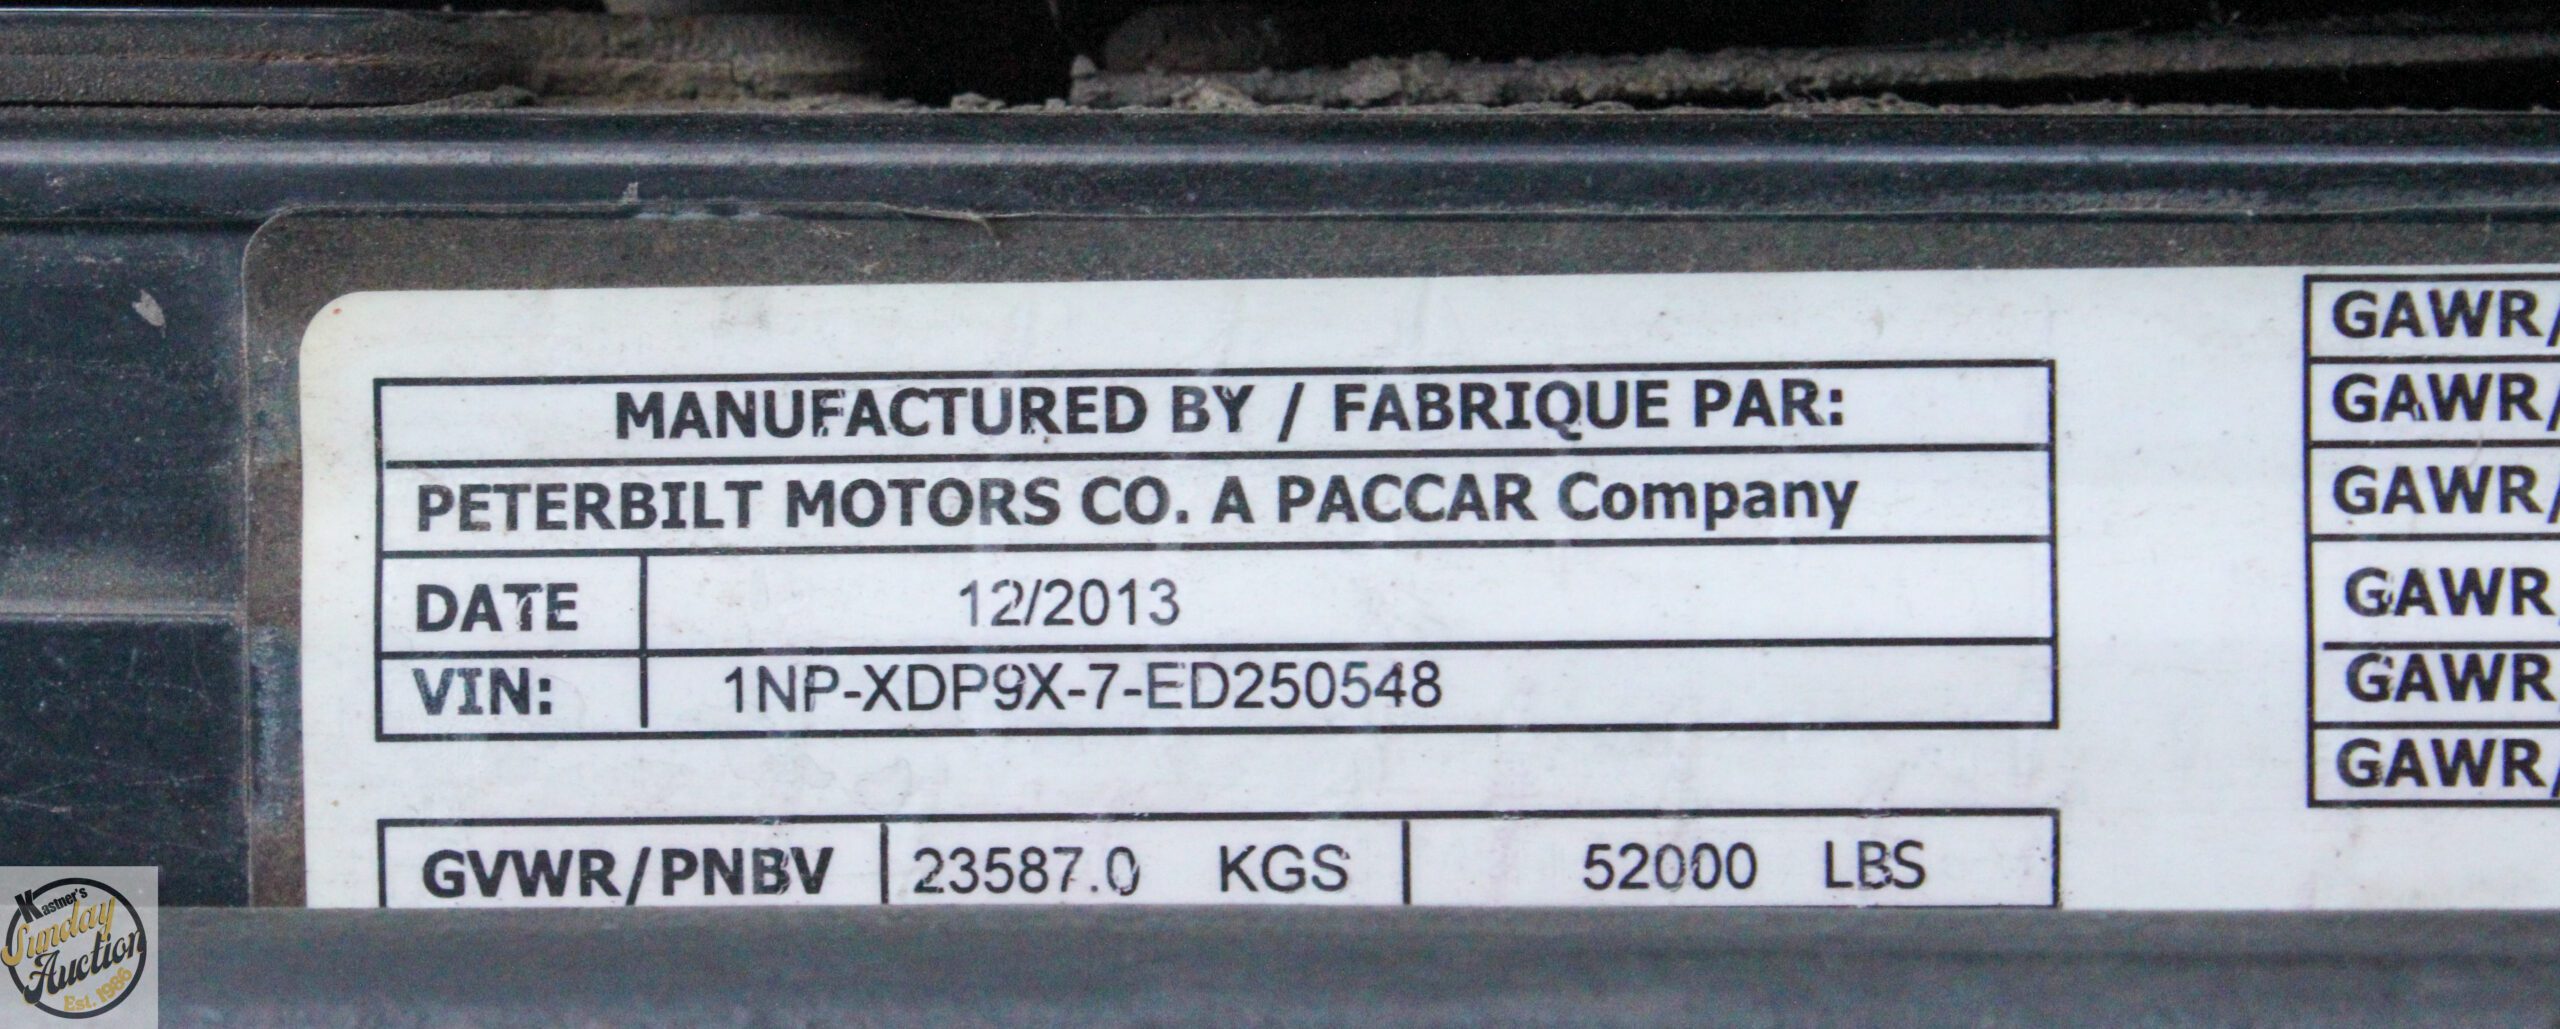 MANUFACTURED BY / FABRIQUE PAR:
PETERBILT MOTORS CO. A PACCAR Company
DATE 12/2013
VIN: 1NP-XDP9X-7-ED250548
GVWR/PNBV 23587.0 KGS 52000 LBS
GAWR/
GAWR/
GAWR/
GAWR/
GAWR/
GAWR/
Kastner's
Sunday
Auction
Est. 1986